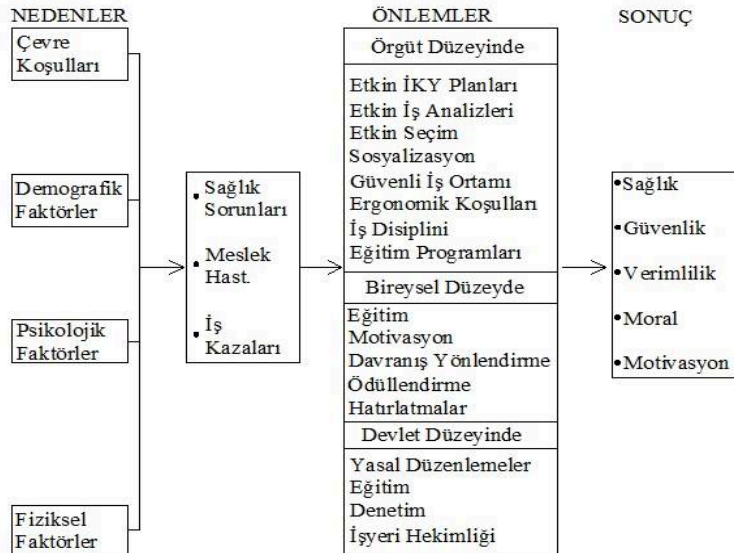 NEDENLER
Çevre
Koşulları
Demografik
Faktörler
Psikolojik
Faktörler
Fiziksel
Faktörler
• Sağlık
Sorunları
• Meslek
Hast.
• İş
Kazaları
ÖNLEMLER
Örgüt Düzeyinde
Etkin İKY Planları
Etkin İş Analizleri
Etkin Seçim
Sosyalizasyon
Güvenli İş Ortamı
Ergonomik Koşulları
İş Disiplini
Eğitim Programları
Bireysel Düzeyde
Eğitim
Motivasyon
Davranış Yönlendirme
Ödüllendirme
Hatırlatmalar
Devlet Düzeyinde
Yasal Düzenlemeler
Eğitim
Denetim
İşyeri Hekimliği
SONUÇ
•Sağlık
•Güvenlik
•Verimlilik
•Moral
•Motivasyon